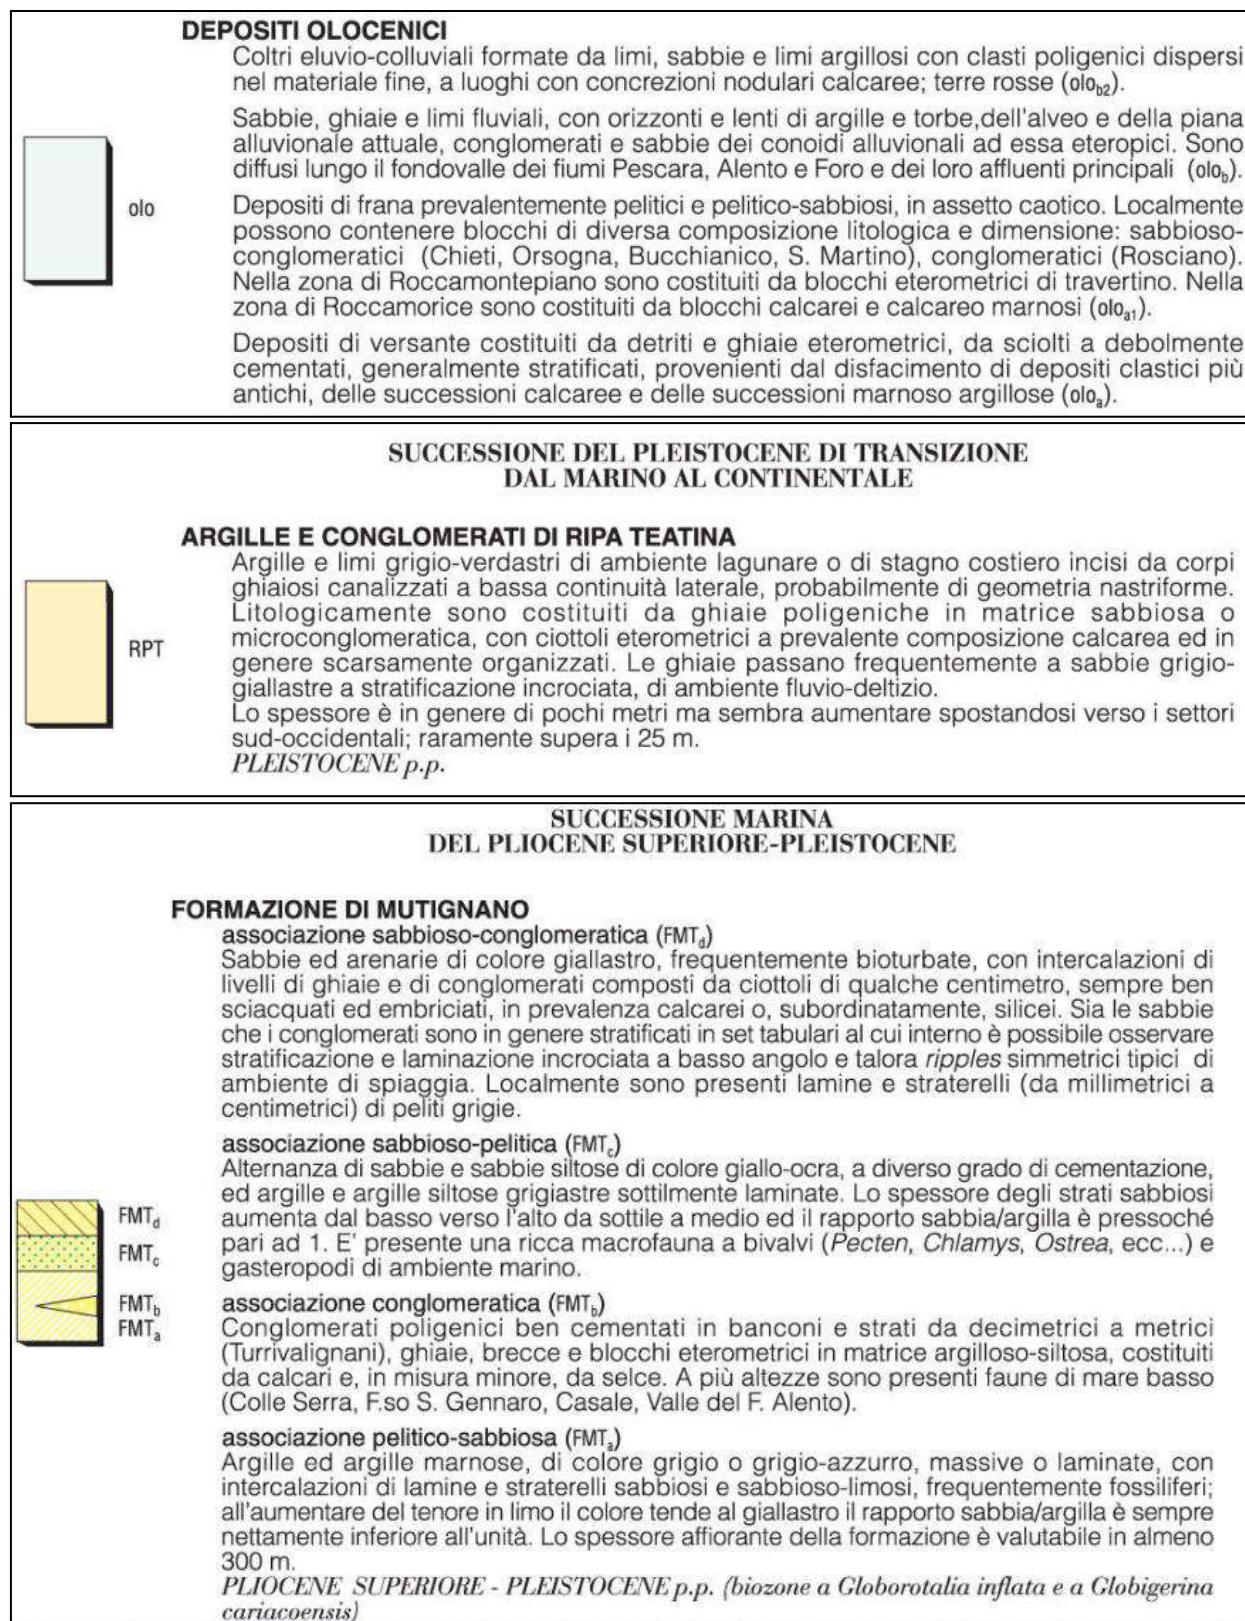 DEPOSITI OLOCENICI
Coltri eluvio-colluviali formate da limi, sabbie e limi argillosi con clasti poligenici dispersi
nel materiale fine, a luoghi con concrezioni nodulari calcaree; terre rosse (olo_b2).
Sabbie, ghiaie e limi fluviali, con orizzonti e lenti di argille e torbe,dell'alveo e della piana
alluvionale attuale, conglomerati e sabbie dei conoidi alluvionali ad essa eteropici. Sono
diffusi lungo il fondovalle dei fiumi Pescara, Alento e Foro e dei loro affluenti principali (olo_b).
olo
Depositi di frana prevalentemente pelitici e pelitico-sabbiosi, in assetto caotico. Localmente
possono contenere blocchi di diversa composizione litologica e dimensione: sabbioso-
conglomeratici (Chieti, Orsogna, Bucchianico, S. Martino), conglomeratici (Rosciano).
Nella zona di Roccamontepiano sono costituiti da blocchi eterometrici di travertino. Nella
zona di Roccamorice sono costituiti da blocchi calcarei e calcareo marnosi (olo_a1).
Depositi di versante costituiti da detriti e ghiaie eterometrici, da sciolti a debolmente
cementati, generalmente stratificati, provenienti dal disfacimento di depositi clastici più
antichi, delle successioni calcaree e delle successioni marnoso argillose (olo_a).
SUCCESSIONE DEL PLEISTOCENE DI TRANSIZIONE
DAL MARINO AL CONTINENTALE
ARGILLE E CONGLOMERATI DI RIPA TEATINA
Argille e limi grigio-verdastri di ambiente lagunare o di stagno costiero incisi da corpi
ghiaiosi canalizzati a bassa continuità laterale, probabilmente di geometria nastriforme.
Litologicamente sono costituiti da ghiaie poligeniche in matrice sabbiosa o
microconglomeratica, con ciottoli eterometrici a prevalente composizione calcarea ed in
RPT
genere scarsamente organizzati. Le ghiaie passano frequentemente a sabbie grigio-
giallastre a stratificazione incrociata, di ambiente fluvio-deltizio.
Lo spessore è in genere di pochi metri ma sembra aumentare spostandosi verso i settori
sud-occidentali; raramente supera i 25 m.
PLEISTOCENE p.p.
SUCCESSIONE MARINA
DEL PLIOCENE SUPERIORE-PLEISTOCENE
FORMAZIONE DI MUTIGNANO
associazione sabbioso-conglomeratica (FMT_d)
Sabbie ed arenarie di colore giallastro, frequentemente bioturbate, con intercalazioni di
livelli di ghiaie e di conglomerati composti da ciottoli di qualche centimetro, sempre ben
sciacquati ed embriciati, in prevalenza calcarei o, subordinatamente, silicei. Sia le sabbie
che i conglomerati sono in genere stratificati in set tabulari al cui interno è possibile osservare
stratificazione e laminazione incrociata a basso angolo e talora ripples simmetrici tipici di
ambiente di spiaggia. Localmente sono presenti lamine e straterelli (da millimetrici a
centimetrici) di peliti grigie.
associazione sabbioso-pelitica (FMT_c)
Alternanza di sabbie e sabbie siltose di colore giallo-ocra, a diverso grado di cementazione,
ed argille e argille siltose grigiastre sottilmente laminate. Lo spessore degli strati sabbiosi
FMT_d
aumenta dal basso verso l'alto da sottile a medio ed il rapporto sabbia/argilla è pressoché
FMT_c
pari ad 1. E' presente una ricca macrofauna a bivalvi (Pecten, Chlamys, Ostrea, ecc...) e
gasteropodi di ambiente marino.
FMT_b
associazione conglomeratica (FMT_b)
FMT_a
Conglomerati poligenici ben cementati in banconi e strati da decimetrici a metrici
(Turrivalignani), ghiaie, brecce e blocchi eterometrici in matrice argilloso-siltosa, costituiti
da calcari e, in misura minore, da selce. A più altezze sono presenti faune di mare basso
(Colle Serra, F.so S. Gennaro, Casale, Valle del F. Alento).
associazione pelitico-sabbiosa (FMT_a)
Argille ed argille marnose, di colore grigio o grigio-azzurro, massive o laminate, con
intercalazioni di lamine e straterelli sabbiosi e sabbioso-limosi, frequentemente fossiliferi;
all'aumentare del tenore in limo il colore tende al giallastro il rapporto sabbia/argilla è sempre
nettamente inferiore all'unità. Lo spessore affiorante della formazione è valutabile in almeno
300 m.
PLIOCENE SUPERIORE - PLEISTOCENE p.p. (biozone a Globorotalia inflata e a Globigerina
cariacoensis)